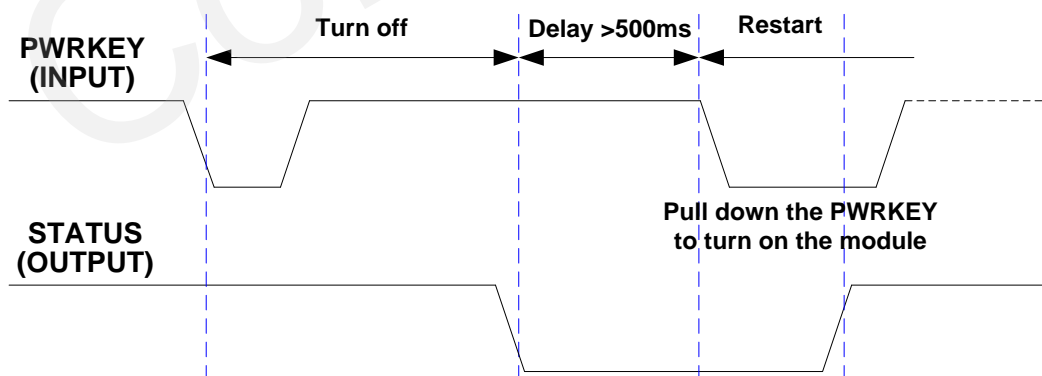 Turn off
Delay >500ms
Restart
PWRKEY
(INPUT)
Pull down the PWRKEY
to turn on the module
STATUS
(OUTPUT)